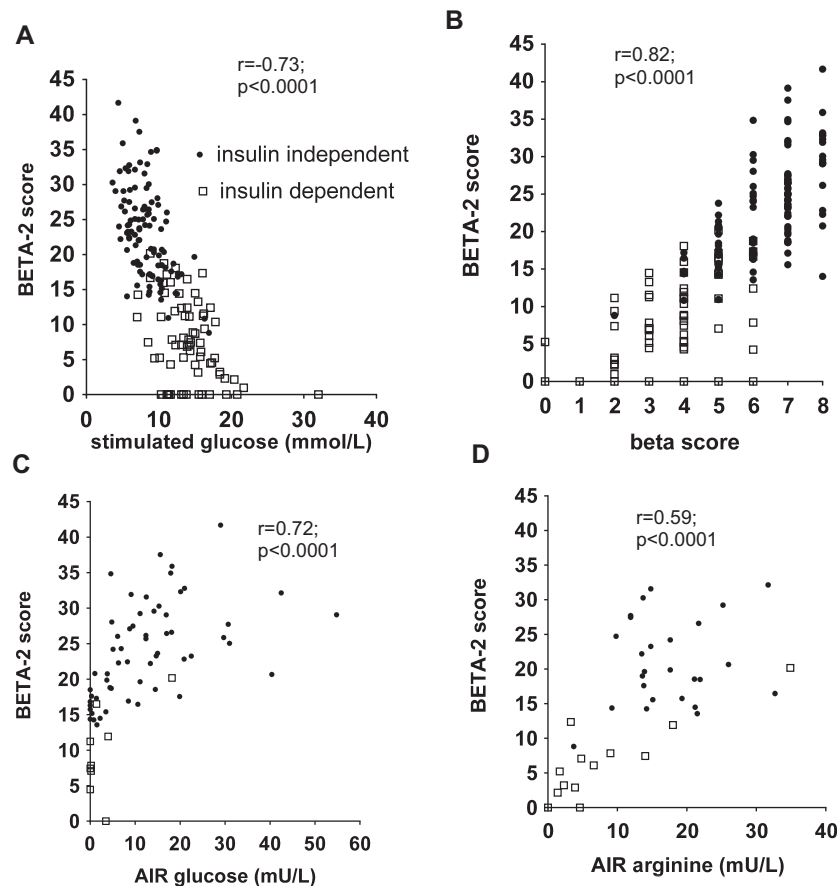 A
r=-0.73;
p<0.0001
45
40
35
30
25
20
15
10
5
0
BETA-2 score
insulin independent
insulin dependent
0 10 20 30 40
stimulated glucose (mmol/L)
B
r=0.82;
p<0.0001
45
40
35
30
25
20
15
10
5
0
BETA-2 score
0 1 2 3 4 5 6 7 8
beta score
C
r=0.72;
p<0.0001
45
40
35
30
25
20
15
10
5
0
BETA-2 score
0 10 20 30 40 50 60
AIR glucose (mU/L)
D
r=0.59;
p<0.0001
45
40
35
30
25
20
15
10
5
0
BETA-2 score
0 10 20 30 40
AIR arginine (mU/L)